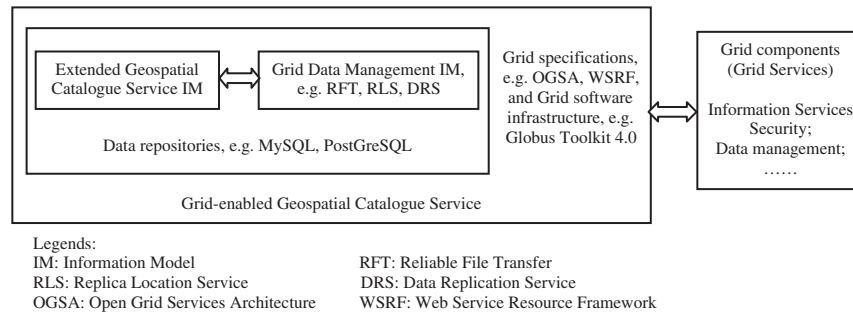 Extended Geospatial
Catalogue Service IM
Grid Data Management IM,
e.g. RFT, RLS, DRS
Data repositories, e.g. MySQL, PostGreSQL
Grid specifications,
e.g. OGSA, WSRF,
and Grid software
infrastructure, e.g.
Globus Toolkit 4.0
Grid-enabled Geospatial Catalogue Service
Grid components
(Grid Services)
Information Services
Security;
Data management;
……
Legends:
IM: Information Model
RFT: Reliable File Transfer
RLS: Replica Location Service
DRS: Data Replication Service
OGSA: Open Grid Services Architecture
WSRF: Web Service Resource Framework